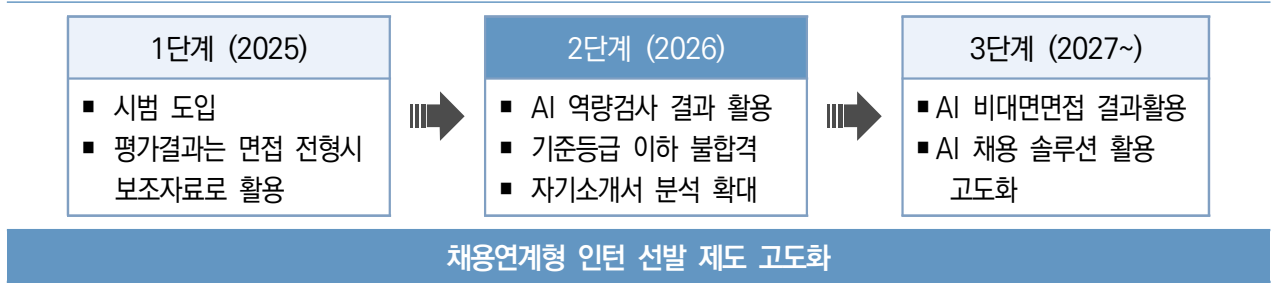 1단계 (2025)
■ 시범 도입
■ 평가결과는 면접 전형시
보조자료로 활용
2단계 (2026)
■ AI 역량검사 결과 활용
■ 기준등급 이하 불합격
■ 자기소개서 분석 확대
3단계 (2027~)
■ AI 비대면면접 결과활용
■ AI 채용 솔루션 활용
고도화
채용연계형 인턴 선발 제도 고도화